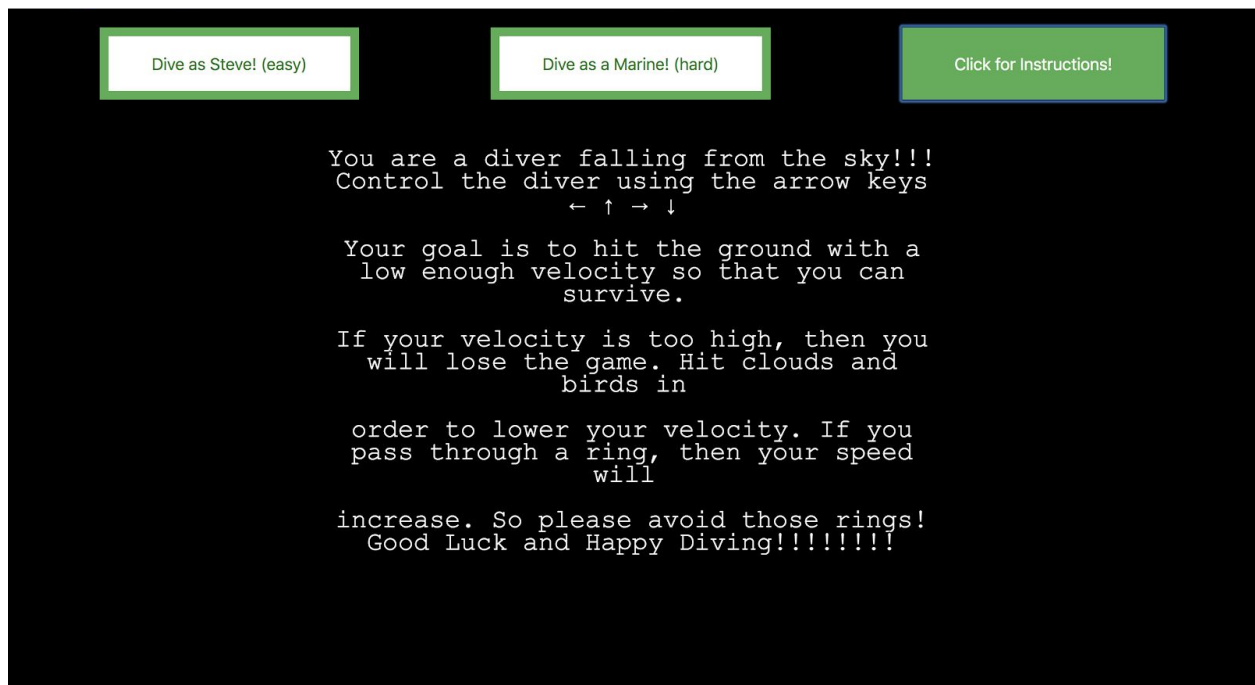 Dive as Steve! (easy)
Dive as a Marine! (hard)
Click for Instructions!
You are a diver falling from the sky!!!
Control the diver using the arrow keys
← ↑ → ↓
Your goal is to hit the ground with a
low enough velocity so that you can
survive.
If your velocity is too high, then you
will lose the game. Hit clouds and
birds in
order to lower your velocity. If you
pass through a ring, then your speed
will
increase. So please avoid those rings!
Good Luck and Happy Diving!!!!!!!!